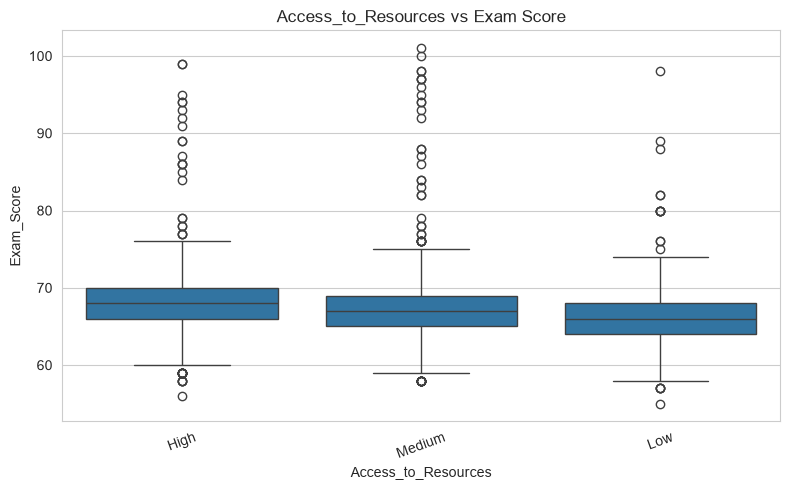 Access_to_Resources vs Exam Score
100
90
80
70
60
Exam_Score
High
Medium
Low
Access_to_Resources